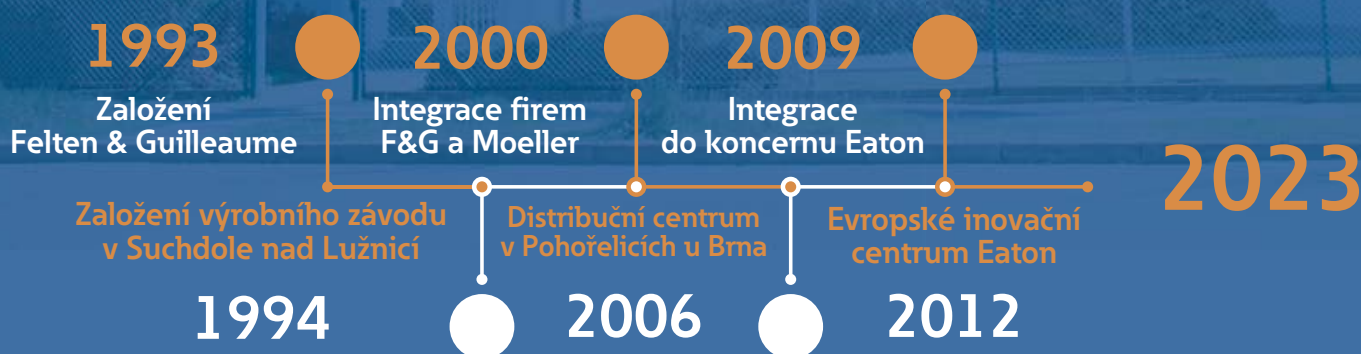 1993
Založení
Felten & Guilleaume
2000
Integrace firem
F&G a Moeller
2009
Integrace
do koncernu Eaton
2023
Založení výrobního závodu
v Suchdole nad Lužnicí
1994
Distribuční centrum
v Pohořelicích u Brna
2006
Evropské inovační
centrum Eaton
2012